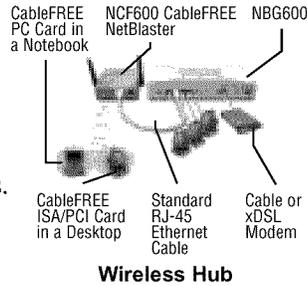 CableFREE
PC Card in
a Notebook
NCF600 CableFREE
NetBlaster
NBG600
CableFREE
ISA/PCI Card
in a Desktop
Standard
RJ-45
Ethernet
Cable
Cable or
xDSL
Modem
Wireless Hub